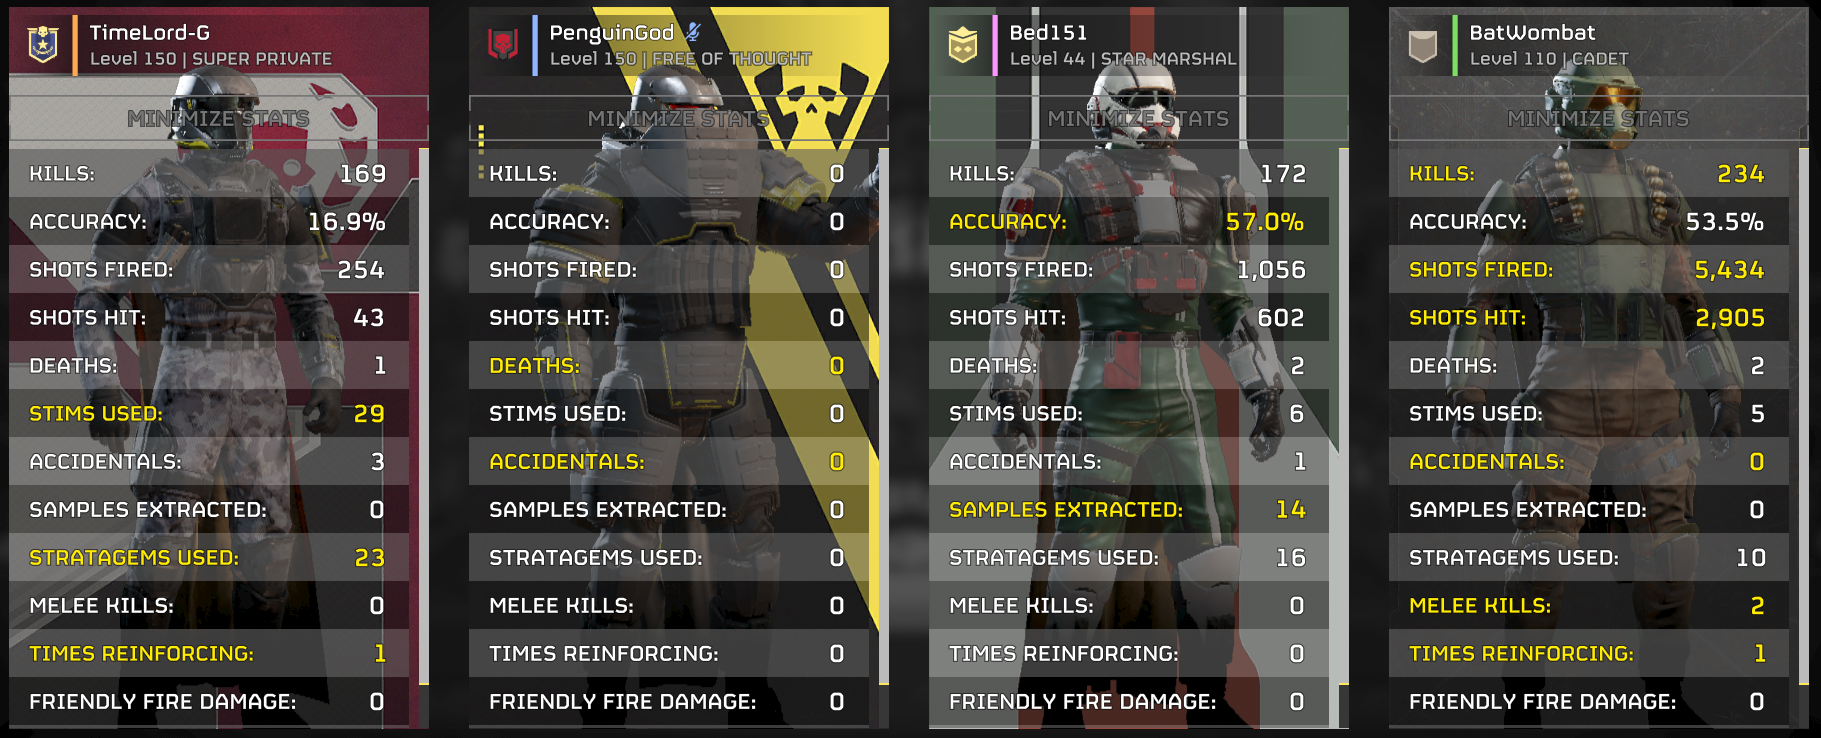 TimeLord-G
Level 150 | SUPER PRIVATE
MINIMIZE STATS
KILLS: 169
ACCURACY: 16.9%
SHOTS FIRED: 254
SHOTS HIT: 43
DEATHS: 1
STIMS USED: 29
ACCIDENTALS: 3
SAMPLES EXTRACTED: 0
STRATAGEMS USED: 23
MELEE KILLS: 0
TIMES REINFORCING: 1
FRIENDLY FIRE DAMAGE: 0
PenguinGod
Level 150 | FREE OF THOUGHT
MINIMIZE STATS
KILLS: 0
ACCURACY: 0
SHOTS FIRED: 0
SHOTS HIT: 0
DEATHS: 0
STIMS USED: 0
ACCIDENTALS: 0
SAMPLES EXTRACTED: 0
STRATAGEMS USED: 0
MELEE KILLS: 0
TIMES REINFORCING: 0
FRIENDLY FIRE DAMAGE: 0
Bed151
Level 44 | STAR MARSHAL
MINIMIZE STATS
KILLS: 172
ACCURACY: 57.0%
SHOTS FIRED: 1,056
SHOTS HIT: 602
DEATHS: 2
STIMS USED: 6
ACCIDENTALS: 1
SAMPLES EXTRACTED: 14
STRATAGEMS USED: 16
MELEE KILLS: 0
TIMES REINFORCING: 0
FRIENDLY FIRE DAMAGE: 0
BatWombat
Level 110 | CADET
MINIMIZE STATS
KILLS: 234
ACCURACY: 53.5%
SHOTS FIRED: 5,434
SHOTS HIT: 2,905
DEATHS: 2
STIMS USED: 5
ACCIDENTALS: 0
SAMPLES EXTRACTED: 0
STRATAGEMS USED: 10
MELEE KILLS: 2
TIMES REINFORCING: 1
FRIENDLY FIRE DAMAGE: 0